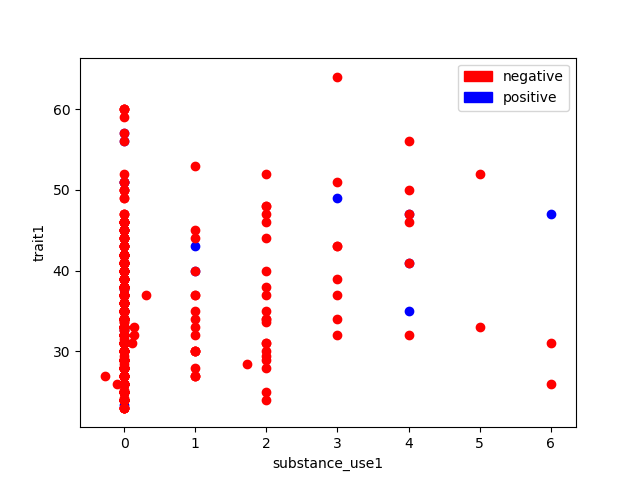 negative
positive
60
50
40
30
trait1
0 1 2 3 4 5 6
substance_use1